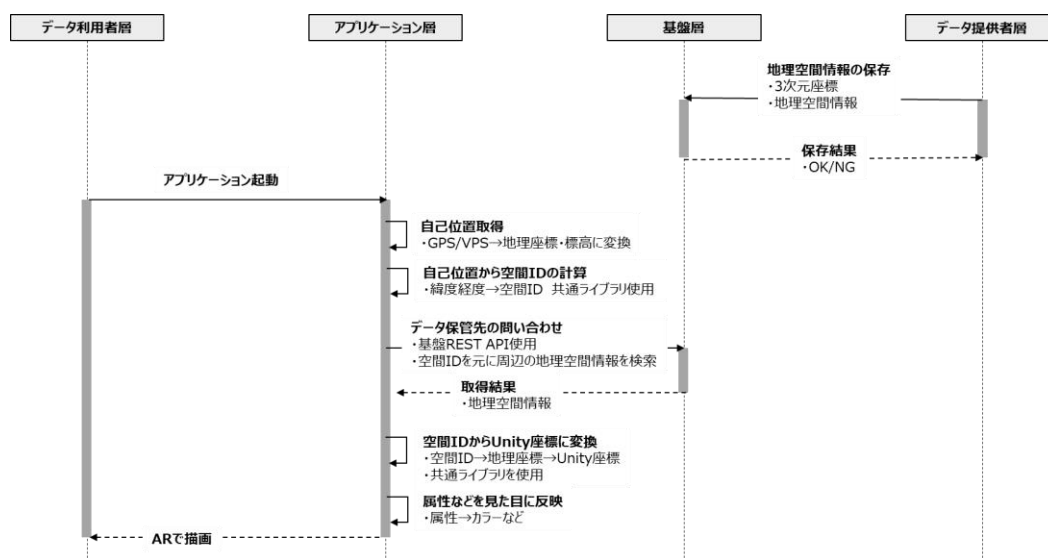 データ利用者層
アプリケーション層
基盤層
データ提供者層
地理空間情報の保存
・3次元座標
・地理空間情報
保存結果
・OK/NG
アプリケーション起動
自己位置取得
・GPS/VPS→地理座標・標高に変換
自己位置から空間IDの計算
・緯度経度→空間ID 共通ライブラリ使用
データ保管先の問い合わせ
・基盤REST API使用
・空間IDを元に周辺の地理空間情報を検索
取得結果
・地理空間情報
空間IDからUnity座標に変換
・空間ID→地理座標→Unity座標
・共通ライブラリを使用
属性などを見た目に反映
・属性→カラーなど
ARで描画